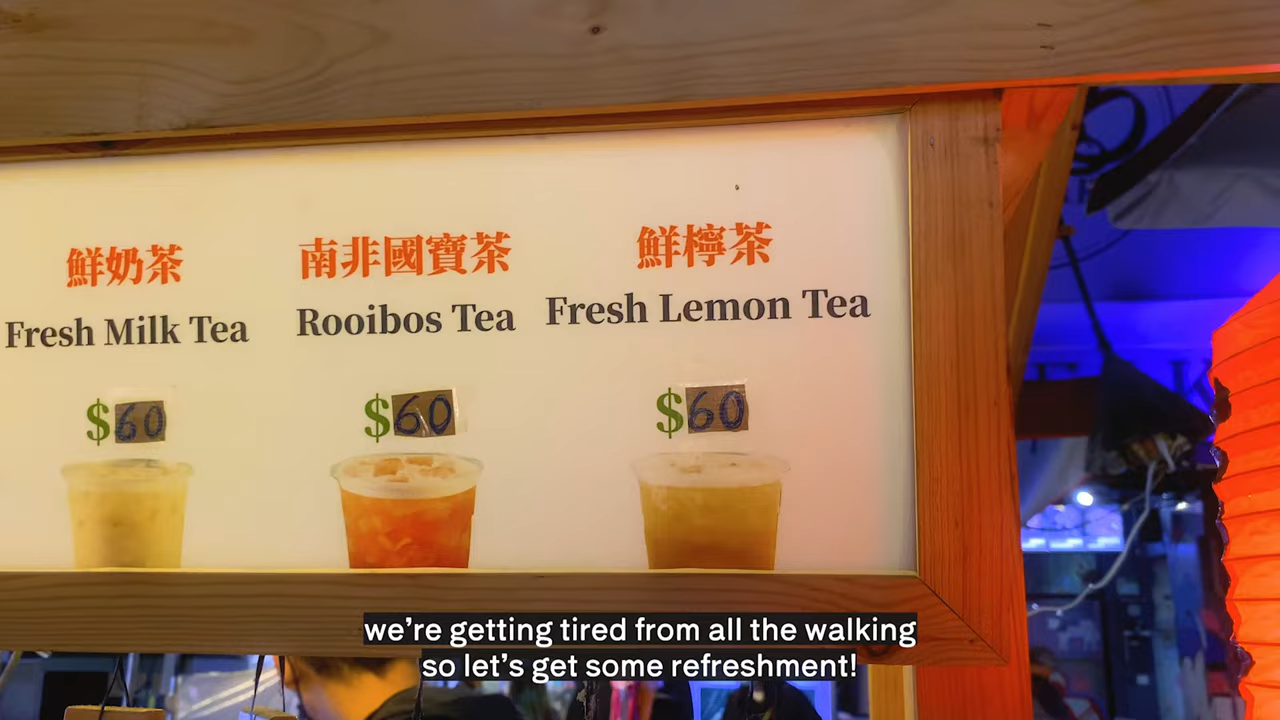 鮮奶茶
Fresh Milk Tea
$60
南非國寶茶
Rooibos Tea
$60
鮮檸茶
Fresh Lemon Tea
$60
we're getting tired from all the walking
so let's get some refreshment!